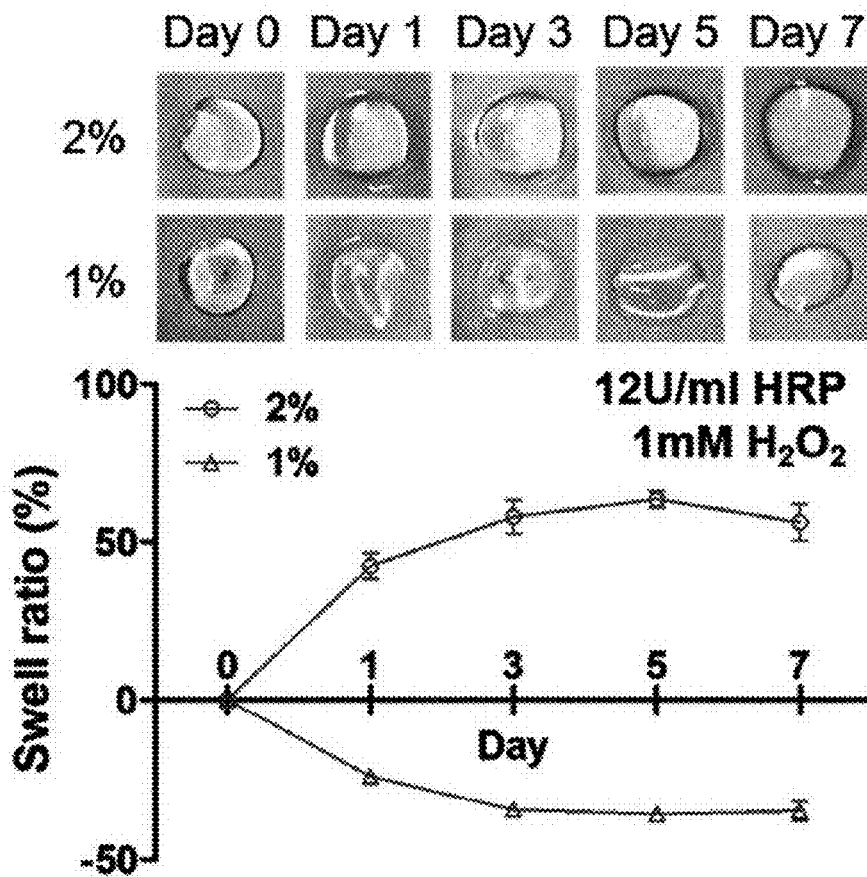 Day 0 Day 1 Day 3 Day 5 Day 7
2%
1%
100
12U/ml HRP
2%
1mM H₂O₂
1%
50
Swell ratio (%)
0 1 3 5 7
0
Day
-50